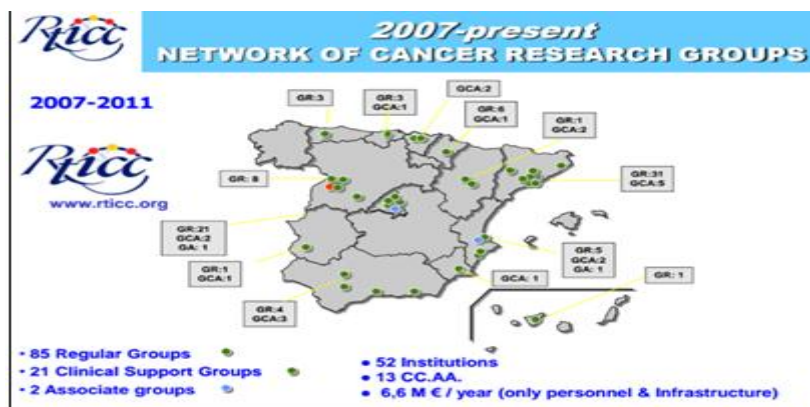 Rticc
2007-present
NETWORK OF CANCER RESEARCH GROUPS
2007-2011
GR:3
GR:3
GCA:1
GCA:2
GR:6
GCA:1
GR:1
GCA:2
Rticc
www.rticc.org
GR: 8
GR:31
GCA:5
GR:21
GCA:2
GA: 1
GR:1
GCA:1
GR:5
GCA:2
GA: 1
GCA: 1
GR: 1
GR:4
GCA:3
• 85 Regular Groups
• 21 Clinical Support Groups
• 2 Associate groups
• 52 Institutions
• 13 CC.AA.
• 6,6 M € / year (only personnel & Infrastructure)